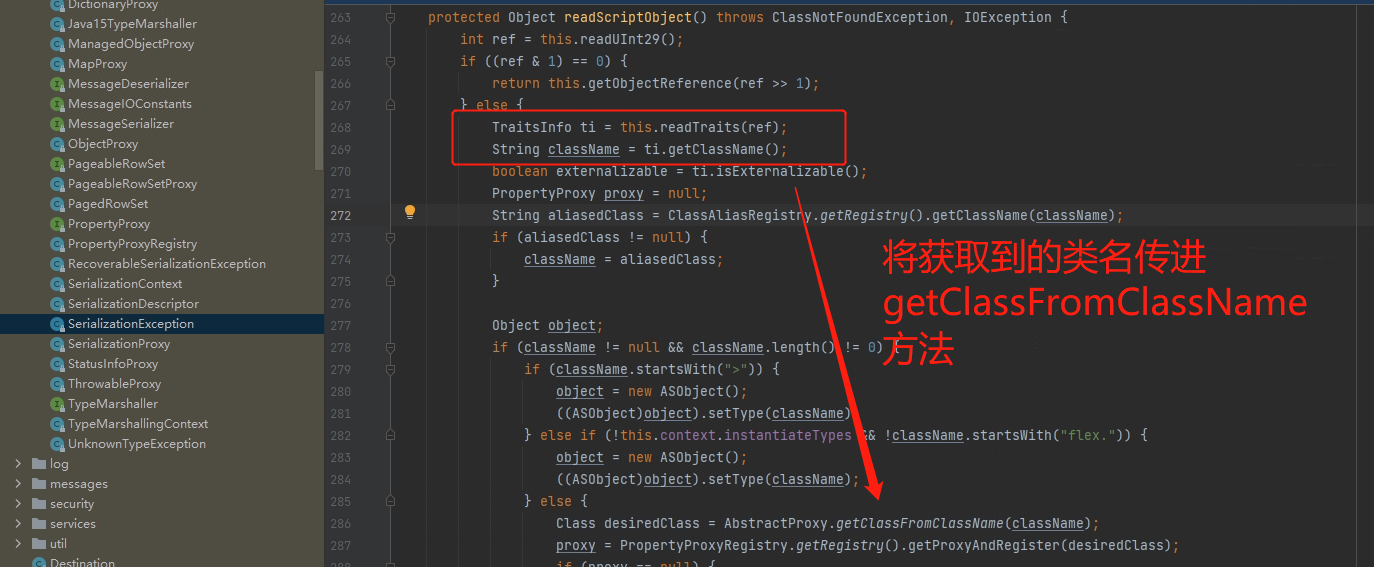 DictionaryProxy
Java15TypeMarshaller
ManagedObjectProxy
MapProxy
MessageDeserializer
MessageIOConstants
MessageSerializer
ObjectProxy
PageableRowSet
PageableRowSetProxy
PagedRowSet
PropertyProxy
PropertyProxyRegistry
RecoverableSerializationException
SerializationContext
SerializationDescriptor
SerializationException
SerializationProxy
StatusInfoProxy
ThrowableProxy
TypeMarshaller
TypeMarshallingContext
UnknownTypeException
log
messages
security
services
util
Destination
263 protected Object readScriptObject() throws ClassNotFoundException, IOException {
264 int ref = this.readUInt29();
265 if ((ref & 1) == 0) {
266 return this.getObjectReference(ref >> 1);
267 } else {
268 TraitsInfo ti = this.readTraits(ref);
269 String className = ti.getClassName();
270 boolean externalizable = ti.isExternalizable();
271 PropertyProxy proxy = null;
272 String aliasedClass = ClassAliasRegistry.getRegistry().getClassName(className);
273 if (aliasedClass != null) {
274 className = aliasedClass;
275 }
276
277 Object object;
278 if (className != null && className.length() != 0) {
279 if (className.startsWith(">")) {
280 object = new ASObject();
281 ((ASObject)object).setType(className)
282 } else if (!this.context.instantiateTypes && !className.startsWith("flex.")) {
283 object = new ASObject();
284 ((ASObject)object).setType(className);
285 } else {
286 Class desiredClass = AbstractProxy.getClassFromClassName(className);
287 proxy = PropertyProxyRegistry.getRegistry().getProxyAndRegister(desiredClass);
288 if (proxy == null) {
将获取到的类名传进
getClassFromClassName
方法